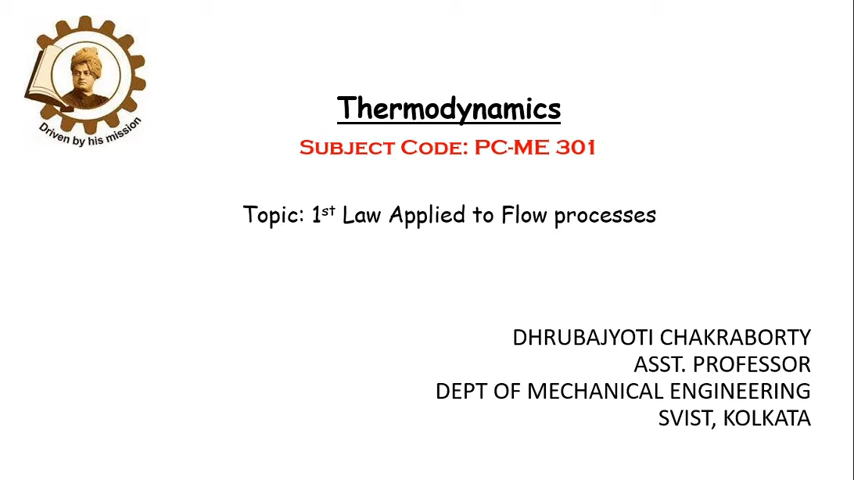 Driven by his mission
Thermodynamics
SUBJECT CODE: PC-ME 301
Topic: 1st Law Applied to Flow processes
DHRUBAJYOTI CHAKRABORTY
ASST. PROFESSOR
DEPT OF MECHANICAL ENGINEERING
SVIST, KOLKATA